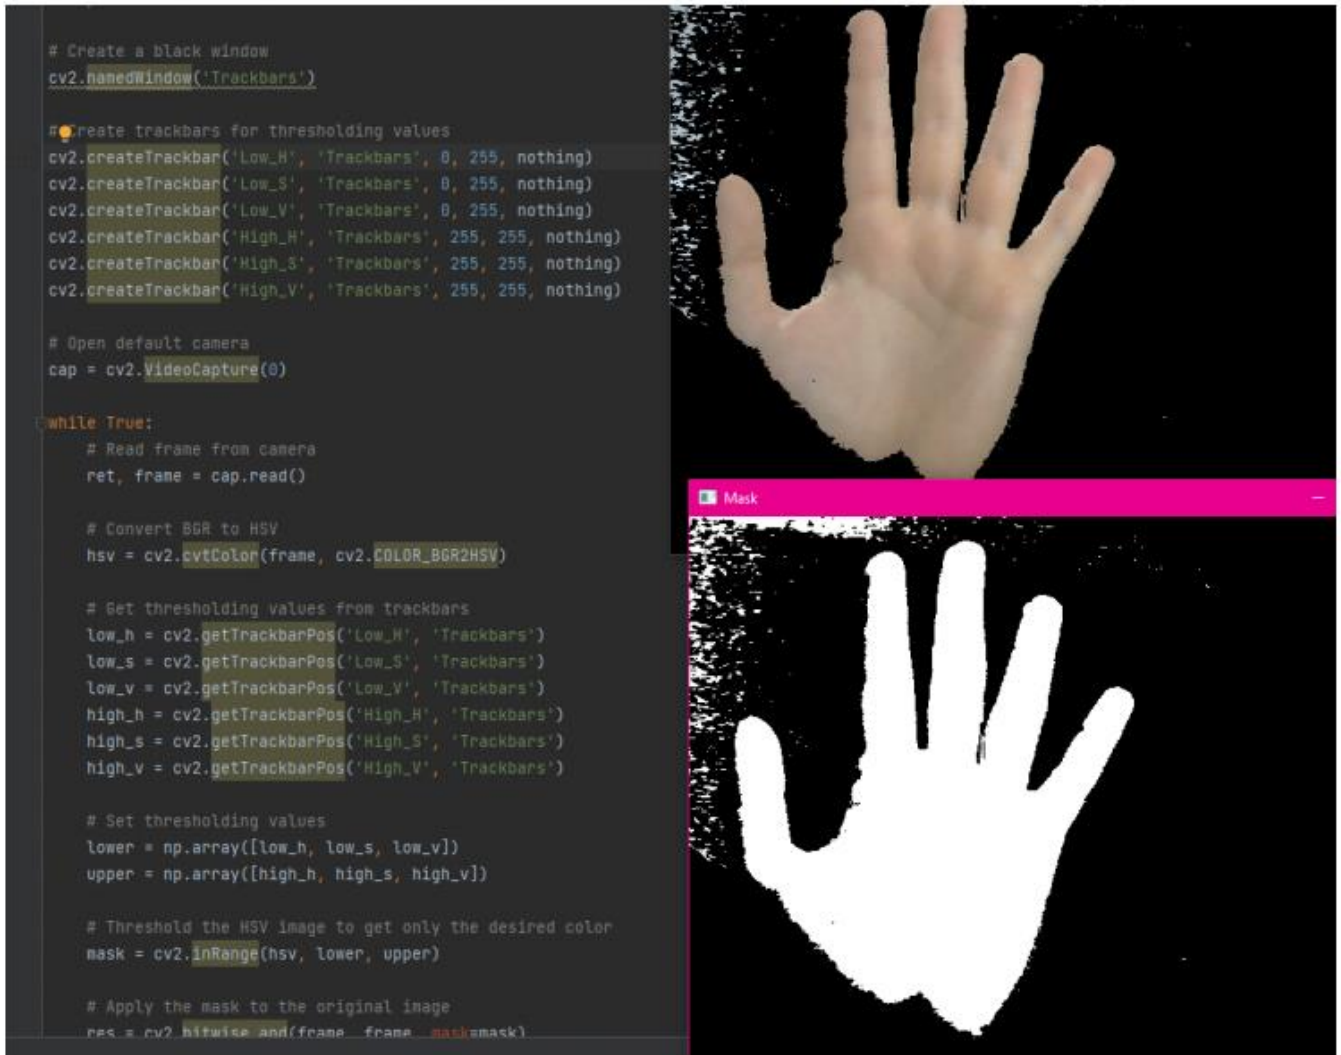 # Create a black window
cv2.namedWindow('Trackbars')
# Create trackbars for thresholding values
cv2.createTrackbar('Low_H', 'Trackbars', 0, 255, nothing)
cv2.createTrackbar('Low_S', 'Trackbars', 0, 255, nothing)
cv2.createTrackbar('Low_V', 'Trackbars', 0, 255, nothing)
cv2.createTrackbar('High_H', 'Trackbars', 255, 255, nothing)
cv2.createTrackbar('High_S', 'Trackbars', 255, 255, nothing)
cv2.createTrackbar('High_V', 'Trackbars', 255, 255, nothing)
# Open default camera
cap = cv2.VideoCapture(0)
while True:
# Read frame from camera
ret, frame = cap.read()
# Convert BGR to HSV
hsv = cv2.cvtColor(frame, cv2.COLOR_BGR2HSV)
# Get thresholding values from trackbars
low_h = cv2.getTrackbarPos('Low_H', 'Trackbars')
low_s = cv2.getTrackbarPos('Low_S', 'Trackbars')
low_v = cv2.getTrackbarPos('Low_V', 'Trackbars')
high_h = cv2.getTrackbarPos('High_H', 'Trackbars')
high_s = cv2.getTrackbarPos('High_S', 'Trackbars')
high_v = cv2.getTrackbarPos('High_V', 'Trackbars')
# Set thresholding values
lower = np.array([low_h, low_s, low_v])
upper = np.array([high_h, high_s, high_v])
# Threshold the HSV image to get only the desired color
mask = cv2.inRange(hsv, lower, upper)
# Apply the mask to the original image
res = cv2.bitwise_and(frame, frame, mask=mask)
Mask